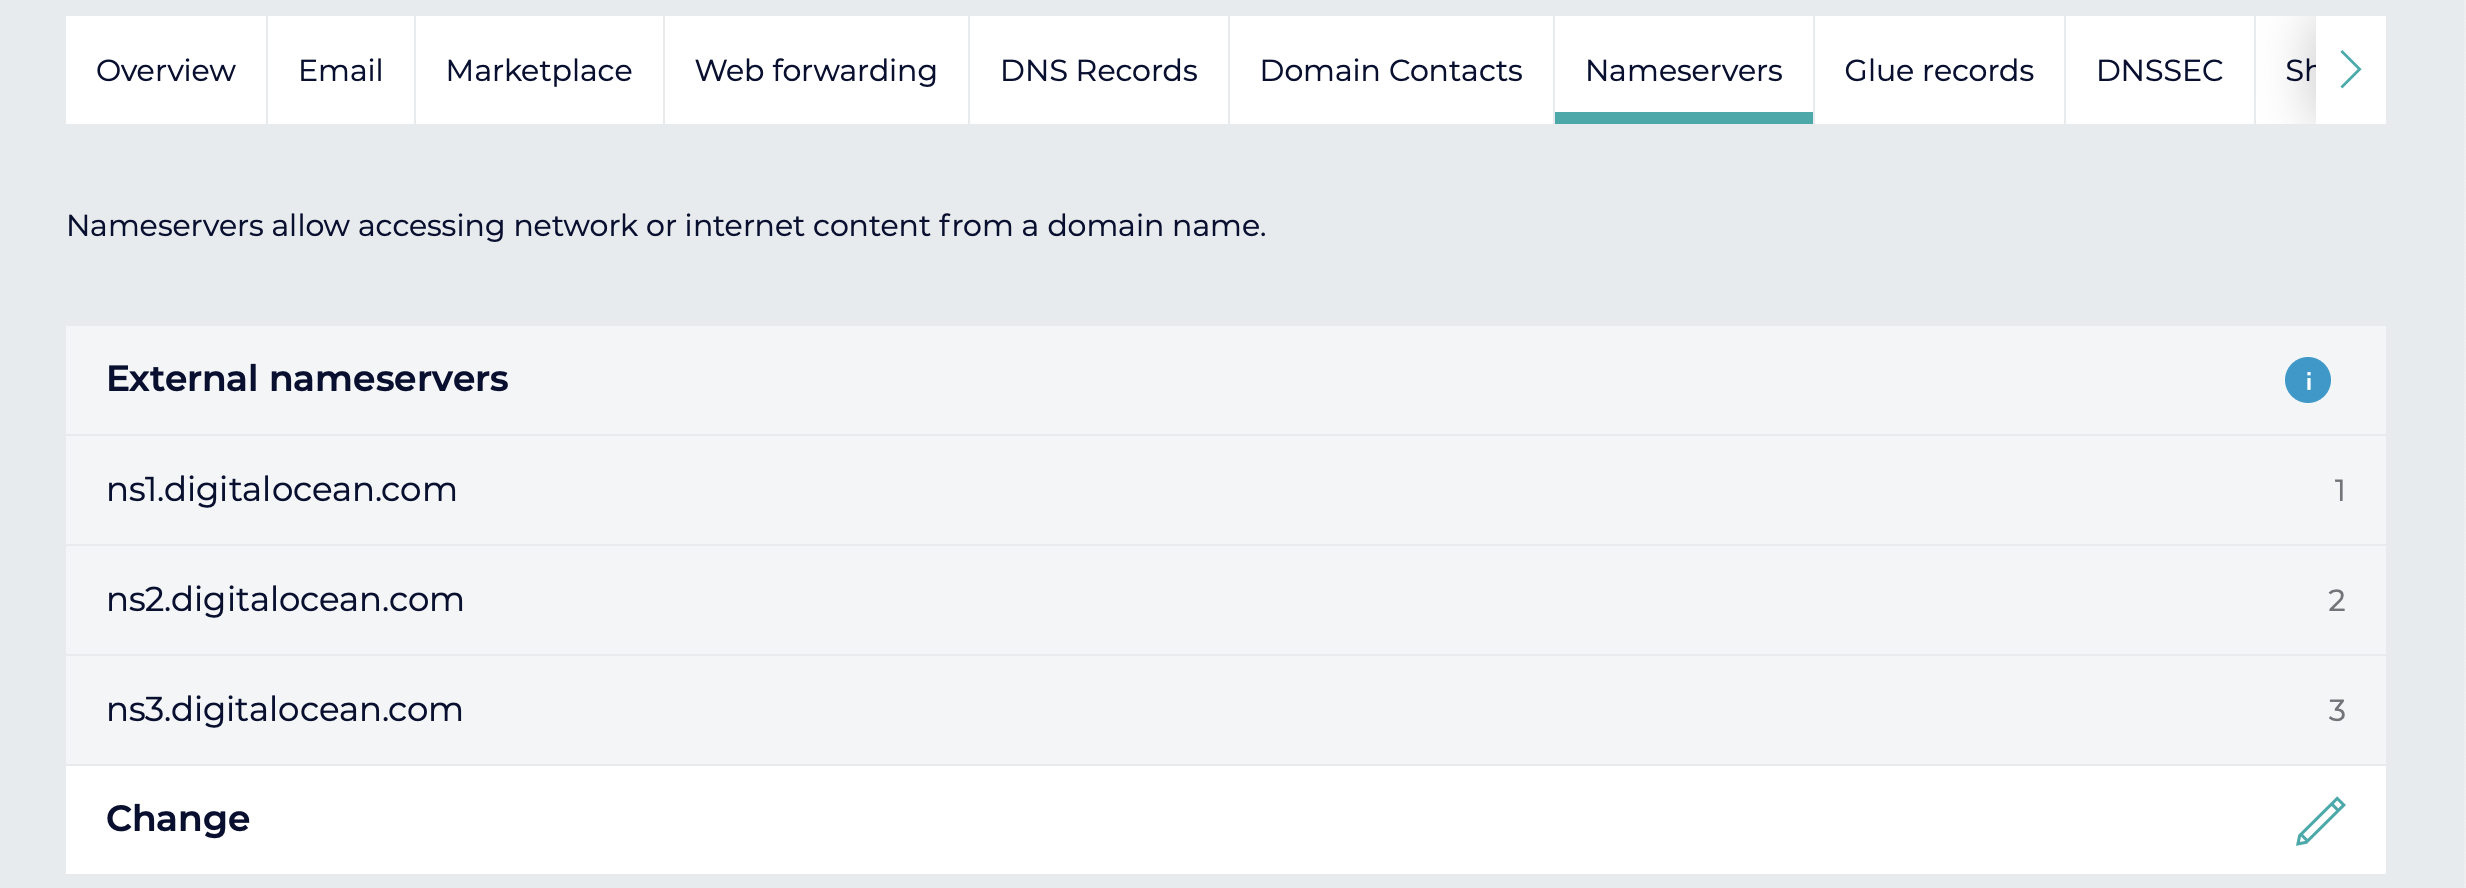 Overview Email Marketplace Web forwarding DNS Records Domain Contacts Nameservers Glue records DNSSEC
Nameservers allow accessing network or internet content from a domain name.
External nameservers i
ns1.digitalocean.com 1
ns2.digitalocean.com 2
ns3.digitalocean.com 3
Change